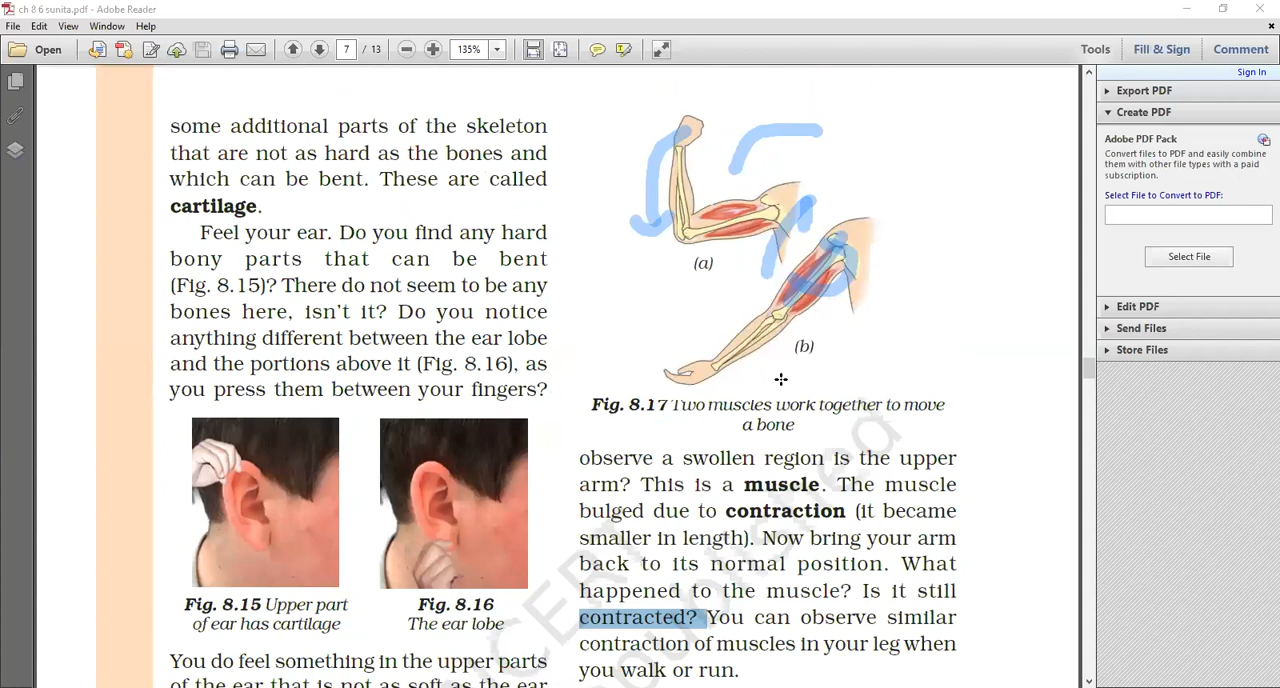 ch 8 6 sunita.pdf - Adobe Reader
File Edit View Window Help
Open 7 / 13 135% Tools Fill & Sign Comment
Sign In
Export PDF
Create PDF
Adobe PDF Pack
Convert files to PDF and easily combine
them with other file types with a paid
subscription.
Select File to Convert to PDF:
Select File
Edit PDF
Send Files
Store Files
some additional parts of the skeleton
that are not as hard as the bones and
which can be bent. These are called
cartilage.
Feel your ear. Do you find any hard
bony parts that can be bent
(Fig. 8.15)? There do not seem to be any
bones here, isn't it? Do you notice
anything different between the ear lobe
and the portions above it (Fig. 8.16), as
you press them between your fingers?
Fig. 8.15 Upper part
of ear has cartilage
Fig. 8.16
The ear lobe
You do feel something in the upper parts
of the ear that is not as soft as the ear
(a)
(b)
Fig. 8.17 Two muscles work together to move
a bone
observe a swollen region is the upper
arm? This is a muscle. The muscle
bulged due to contraction (it became
smaller in length). Now bring your arm
back to its normal position. What
happened to the muscle? Is it still
contracted? You can observe similar
contraction of muscles in your leg when
you walk or run.